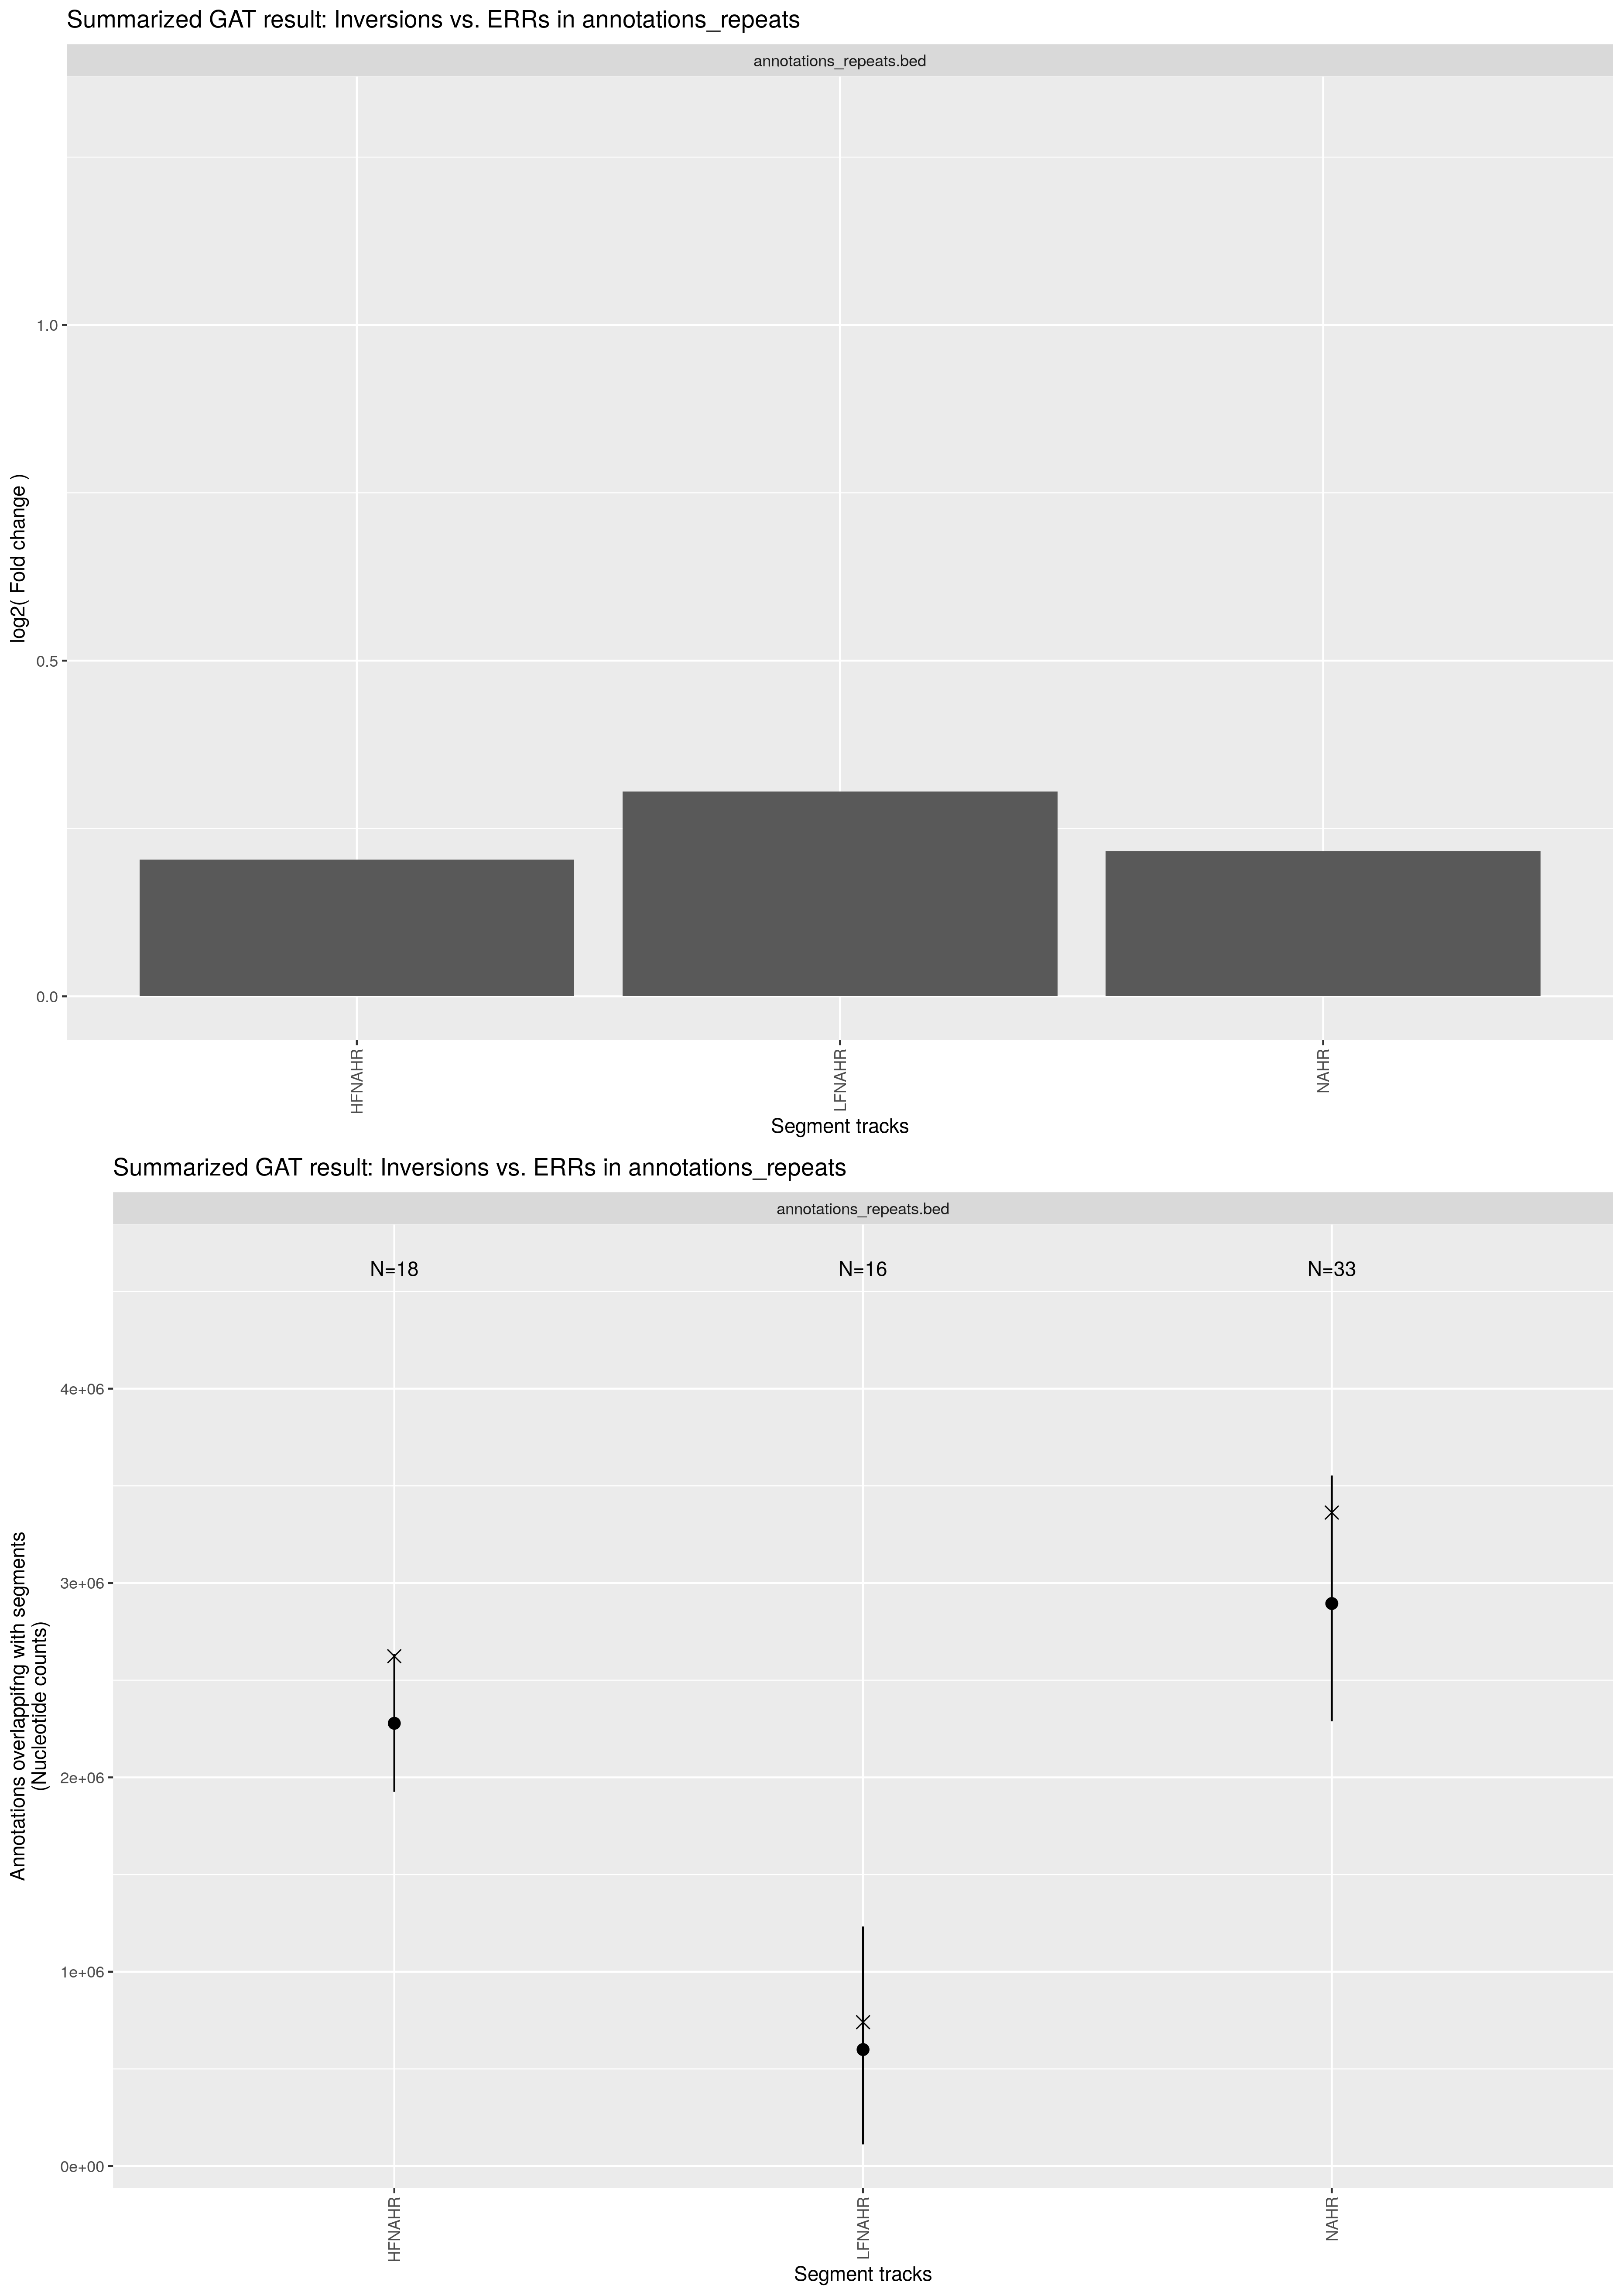 Summarized GAT result: Inversions vs. ERRs in annotations_repeats
annotations_repeats.bed
log2( Fold change )
1.0
0.5
0.0
HFNAHR
LFNAHR
NAHR
Segment tracks
Summarized GAT result: Inversions vs. ERRs in annotations_repeats
annotations_repeats.bed
N=18
N=16
N=33
Annotations overlappifng with segments
(Nucleotide counts)
4e+06
3e+06
2e+06
1e+06
0e+00
HFNAHR
LFNAHR
NAHR
Segment tracks